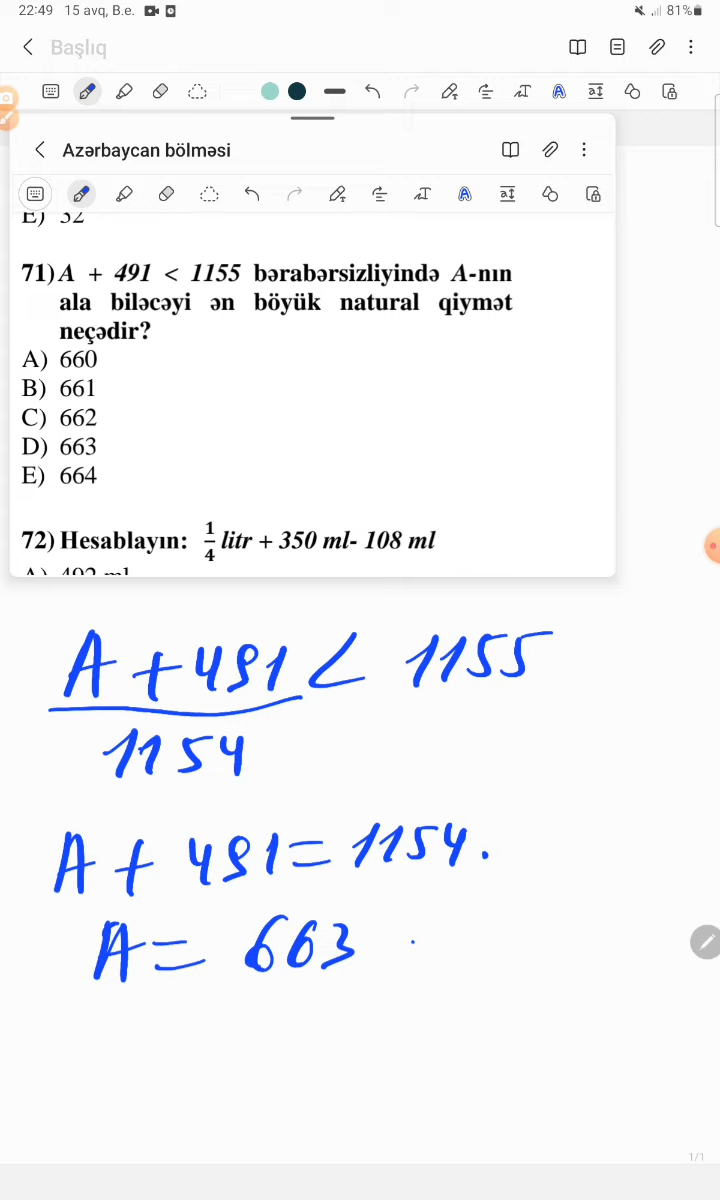 22:49 15 avq, B.e. 81%
Başlıq
Azərbaycan bölməsi
E) 32
71) A + 491 < 1155 bərabərsizliyində A-nın
ala biləcəyi ən böyük natural qiymət
neçədir?
A) 660
B) 661
C) 662
D) 663
E) 664
72) Hesablayın: 1/4 litr + 350 ml- 108 ml
A + 491 < 1155
1154
A + 491 = 1154.
A = 663
1/1